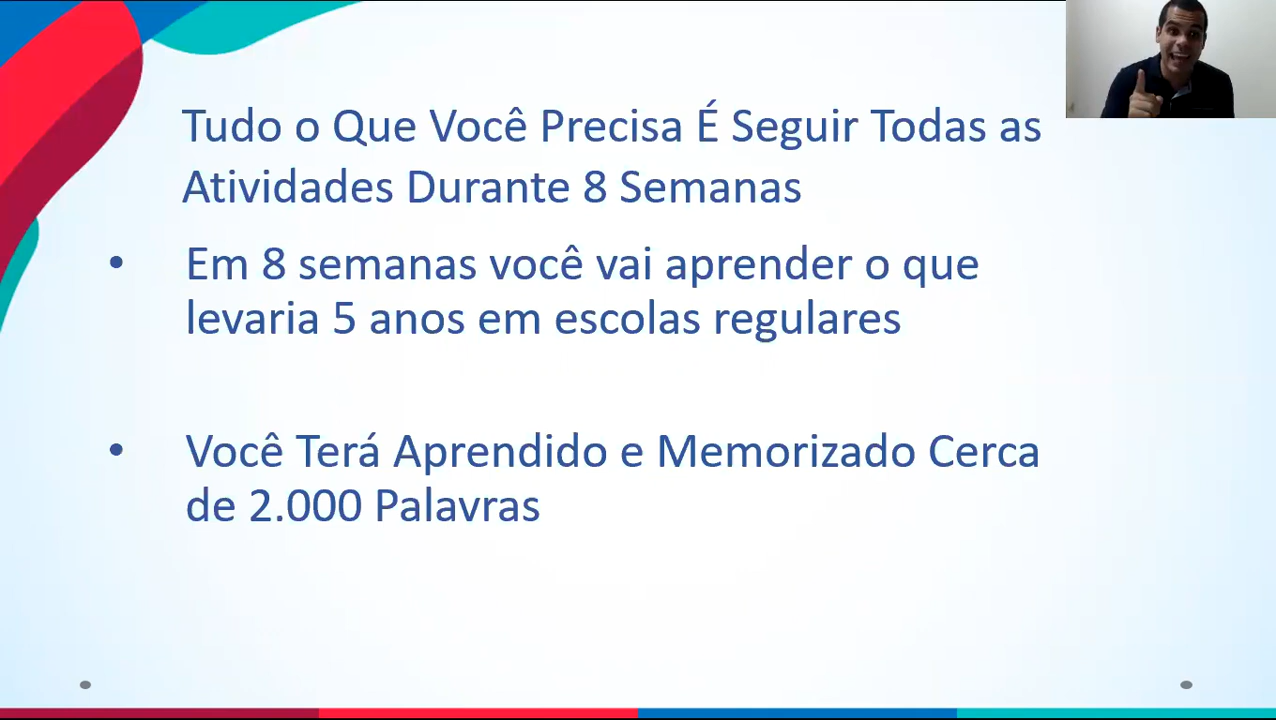 Tudo o Que Você Precisa É Seguir Todas as
Atividades Durante 8 Semanas
• Em 8 semanas você vai aprender o que
levaria 5 anos em escolas regulares
• Você Terá Aprendido e Memorizado Cerca
de 2.000 Palavras